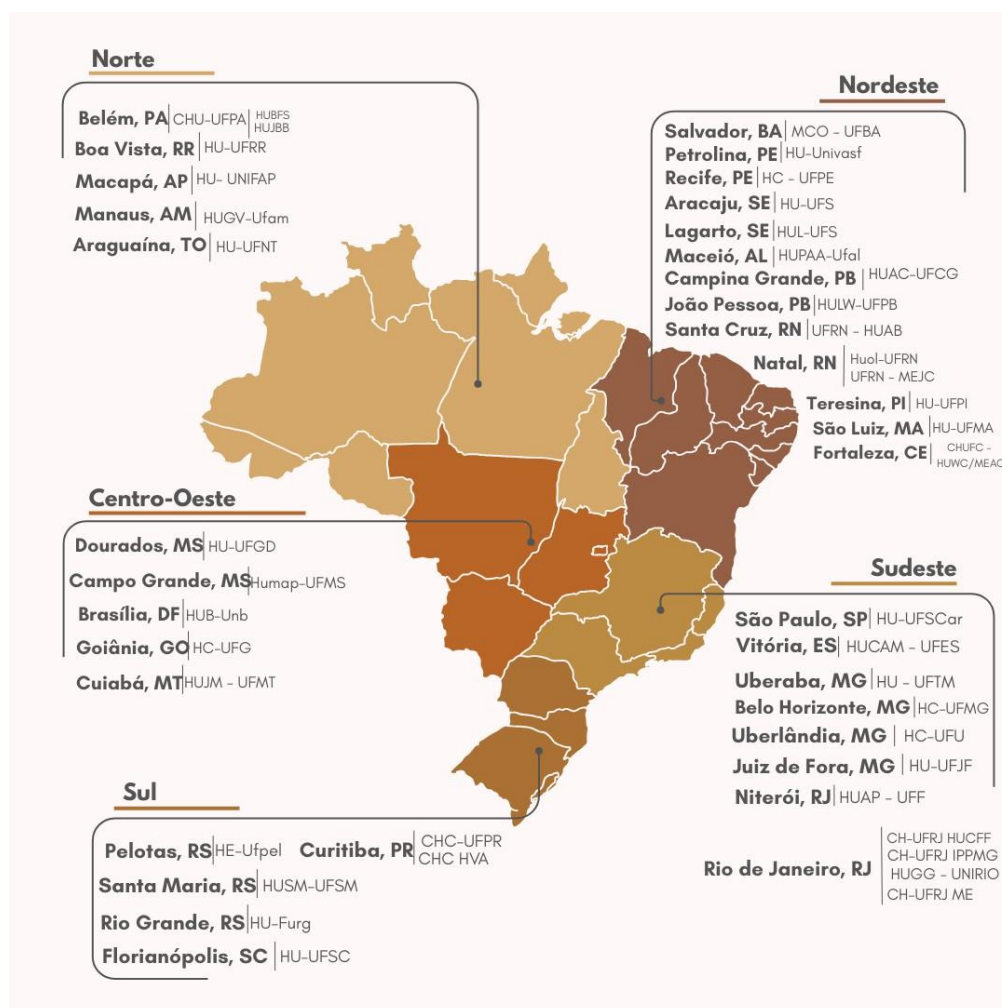 Norte
Belém, PA CHU-UFPA HUBFS
HUJBB
Boa Vista, RR HU-UFRR
Macapá, AP HU- UNIFAP
Manaus, AM HUGV-Ufam
Araguaína, TO HU-UFNT
Nordeste
Salvador, BA MCO - UFBA
Petrolina, PE HU-Univasf
Recife, PE HC - UFPE
Aracaju, SE HU-UFS
Lagarto, SE HUL-UFS
Maceió, AL HUPAA-Ufal
Campina Grande, PB HUAC-UFCG
João Pessoa, PB HULW-UFPB
Santa Cruz, RN UFRN - HUAB
Natal, RN Huol-UFRN
UFRN - MEJC
Teresina, PI HU-UFPI
São Luiz, MA HU-UFMA
Fortaleza, CE CHUFC -
HUWC/MEAC
Centro-Oeste
Dourados, MS HU-UFGD
Campo Grande, MS Humap-UFMS
Brasília, DF HUB-Unb
Goiânia, GO HC-UFG
Cuiabá, MT HUJM - UFMT
Sudeste
São Paulo, SP HU-UFSCar
Vitória, ES HUCAM - UFES
Uberaba, MG HU - UFTM
Belo Horizonte, MG HC-UFMG
Uberlândia, MG HC-UFU
Juiz de Fora, MG HU-UFJF
Niterói, RJ HUAP - UFF
Rio de Janeiro, RJ CH-UFRJ HUCFF
CH-UFRJ IPPMG
HUGG - UNIRIO
CH-UFRJ ME
Sul
Pelotas, RS HE-Ufpel Curitiba, PR CHC-UFPR
CHC HVA
Santa Maria, RS HUSM-UFSM
Rio Grande, RS HU-Furg
Florianópolis, SC HU-UFSC